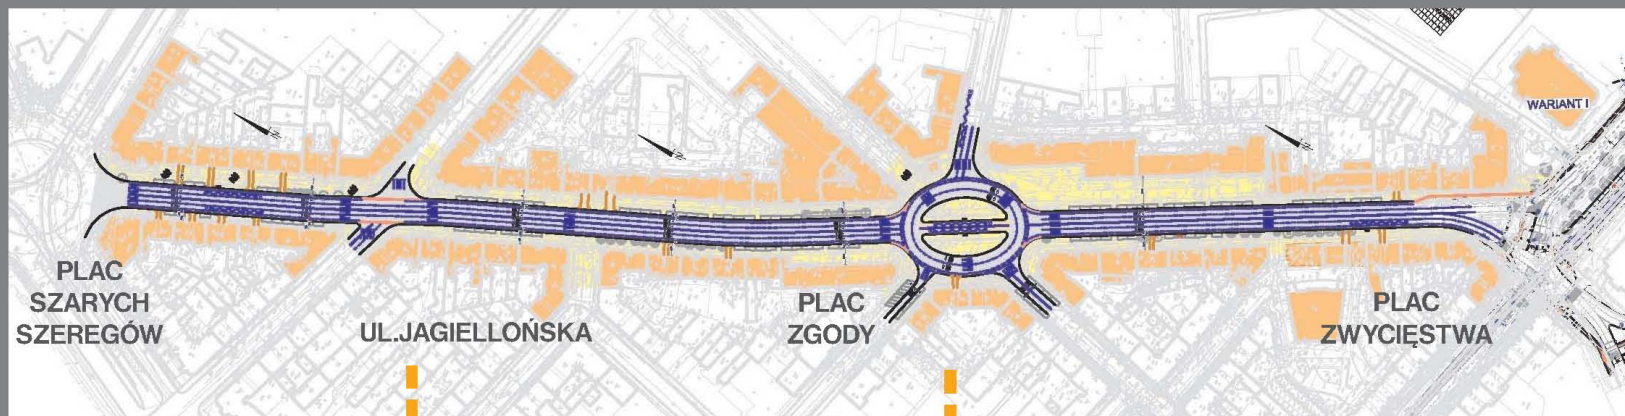 WARIANT I
PLAC
SZARYCH
SZEREGÓW
UL.JAGIELLOŃSKA
PLAC
ZGODY
PLAC
ZWYCIĘSTWA